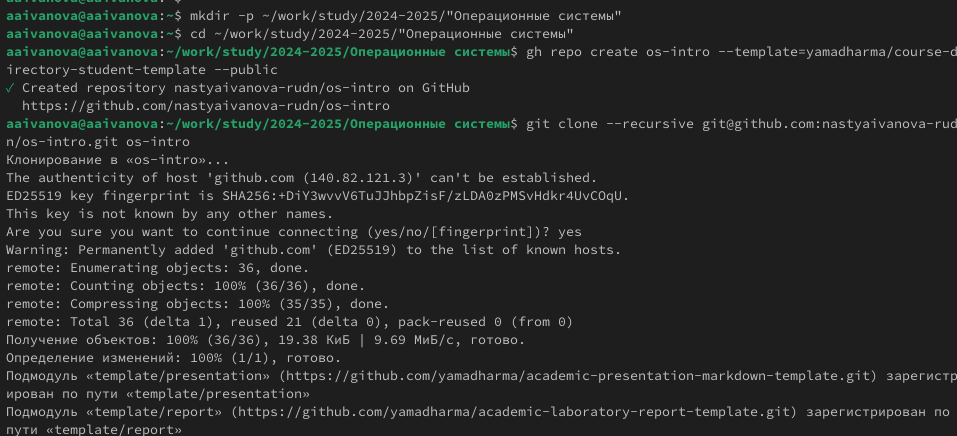 aaivanova@aaivanova:~$ mkdir -p ~/work/study/2024-2025/"Операционные системы"
aaivanova@aaivanova:~$ cd ~/work/study/2024-2025/"Операционные системы"
aaivanova@aaivanova:~/work/study/2024-2025/Операционные системы$ gh repo create os-intro --template=yamadharma/course-d
irectory-student-template --public
✓ Created repository nastyaivanova-rudn/os-intro on GitHub
  https://github.com/nastyaivanova-rudn/os-intro
aaivanova@aaivanova:~/work/study/2024-2025/Операционные системы$ git clone --recursive git@github.com:nastyaivanova-rud
n/os-intro.git os-intro
Клонирование в «os-intro»...
The authenticity of host 'github.com (140.82.121.3)' can't be established.
ED25519 key fingerprint is SHA256:+DiY3wvvV6TuJJhbpZisF/zLDA0zPMSvHdkr4UvCOqU.
This key is not known by any other names.
Are you sure you want to continue connecting (yes/no/[fingerprint])? yes
Warning: Permanently added 'github.com' (ED25519) to the list of known hosts.
remote: Enumerating objects: 36, done.
remote: Counting objects: 100% (36/36), done.
remote: Compressing objects: 100% (35/35), done.
remote: Total 36 (delta 1), reused 21 (delta 0), pack-reused 0 (from 0)
Получение объектов: 100% (36/36), 19.38 КиБ | 9.69 МиБ/с, готово.
Определение изменений: 100% (1/1), готово.
Подмодуль «template/presentation» (https://github.com/yamadharma/academic-presentation-markdown-template.git) зарегистр
ирован по пути «template/presentation»
Подмодуль «template/report» (https://github.com/yamadharma/academic-laboratory-report-template.git) зарегистрирован по
пути «template/report»